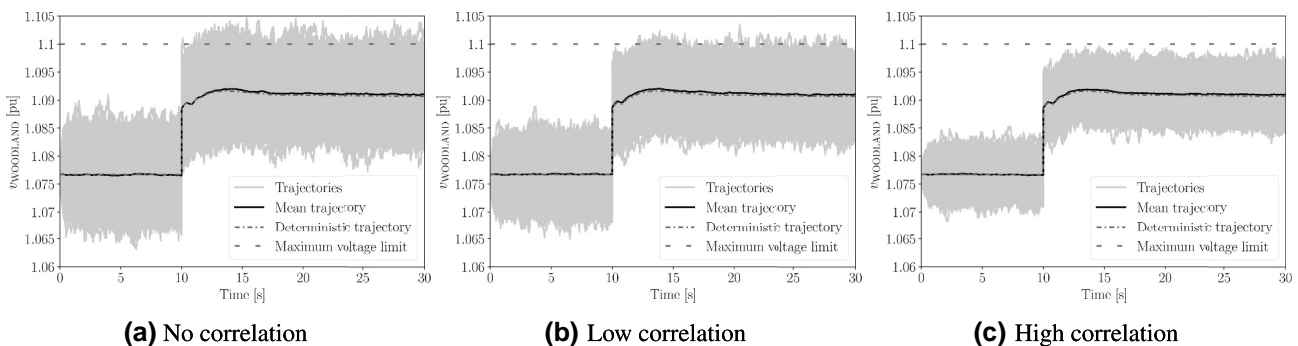 1.105
1.1
1.095
1.09
1.085
1.08
1.075
1.07
1.065
1.06
vWOODLAND [pu]
0 5 10 15 20 25 30
Time [s]
Trajectories
Mean trajectory
Deterministic trajectory
Maximum voltage limit
(a) No correlation
1.105
1.1
1.095
1.09
1.085
1.08
1.075
1.07
1.065
1.06
vWOODLAND [pu]
0 5 10 15 20 25 30
Time [s]
Trajectories
Mean trajectory
Deterministic trajectory
Maximum voltage limit
(b) Low correlation
1.105
1.1
1.095
1.09
1.085
1.08
1.075
1.07
1.065
1.06
vWOODLAND [pu]
0 5 10 15 20 25 30
Time [s]
Trajectories
Mean trajectory
Deterministic trajectory
Maximum voltage limit
(c) High correlation